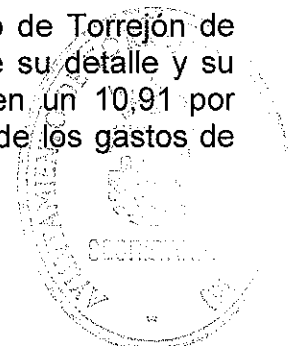 o de Torrejón de
e su detalle y su
en un 10,91 por
de los gastos de